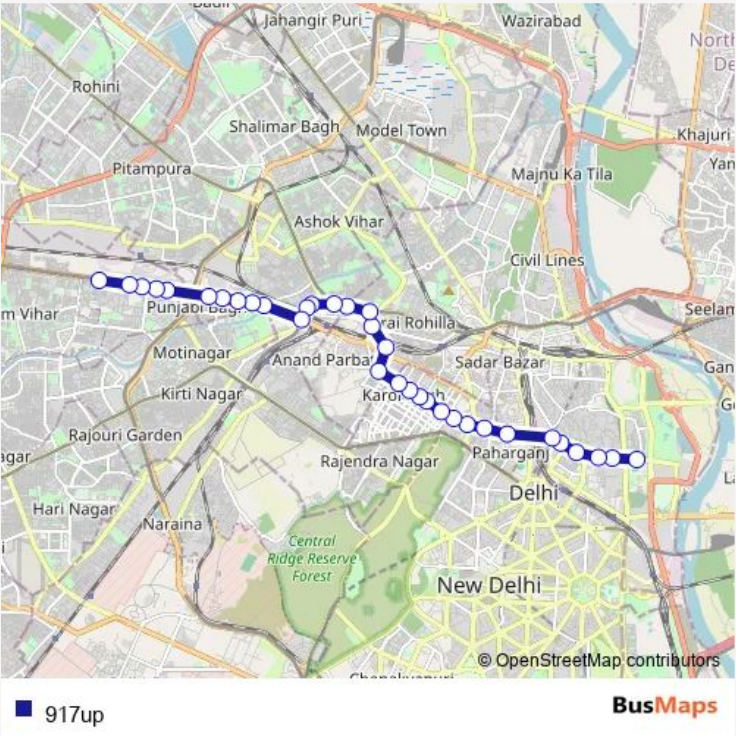 Jahangir Puri
Wazirabad
North
De
Rohini
Shalimar Bagh
Model Town
Khajuri
Yam
Pitampura
Majnu Ka Tila
Ashok Vihar
Civil Lines
m Vihar
Punjabi Bagh
rai Rohilla
Seelam
Motinagar
Anand Parba
Sadar Bazar
Gan
Kirti Nagar
Karol
h
Rajouri Garden
Paharganj
agar
Rajendra Nagar
Delhi
Hari Nagar
Naraina
Central
Ridge Reserve
Forest
New Delhi
© OpenStreetMap contributors
917up
BusMaps